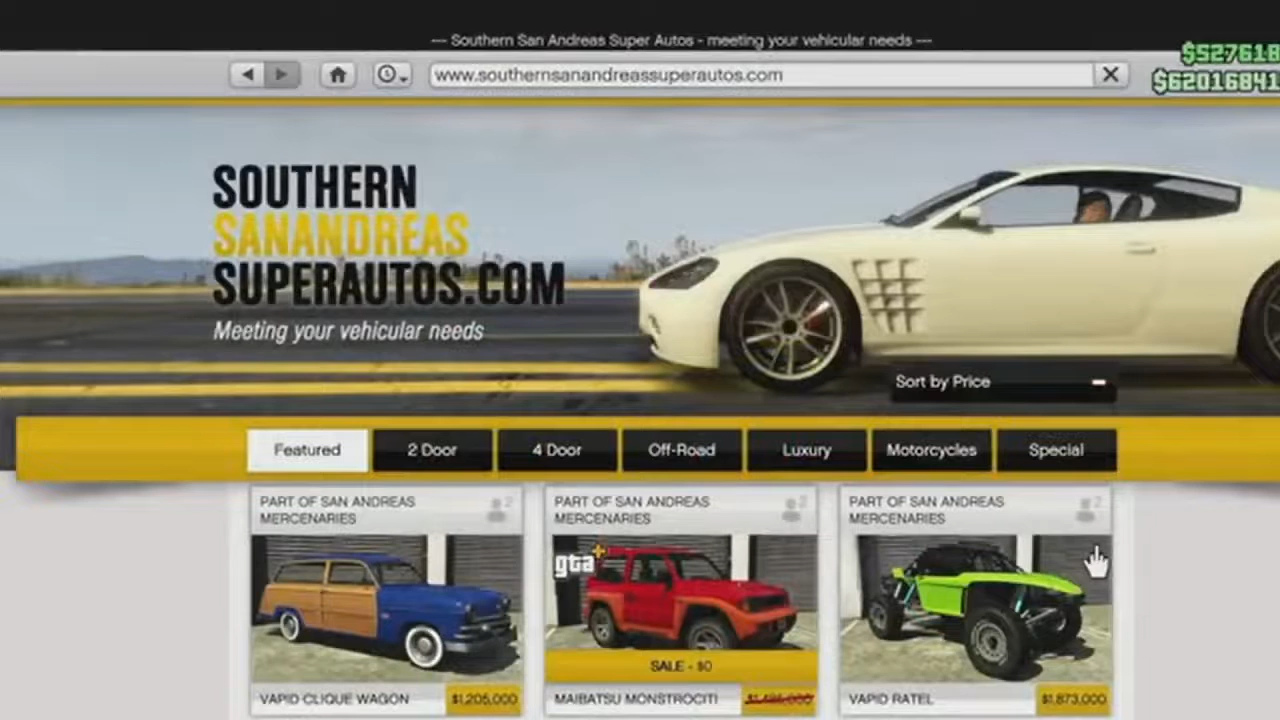 --- Southern San Andreas Super Autos - meeting your vehicular needs ---
$527618
www.southernsanandreassuperautos.com
$62016841
SOUTHERN
SANANDREAS
SUPERAUTOS.COM
Meeting your vehicular needs
Sort by Price
Featured
2 Door
4 Door
Off-Road
Luxury
Motorcycles
Special
PART OF SAN ANDREAS
MERCENARIES
2
PART OF SAN ANDREAS
MERCENARIES
2
PART OF SAN ANDREAS
MERCENARIES
2
gta+
SALE - $0
VAPID CLIQUE WAGON
$1,205,000
MAIBATSU MONSTROCITI
VAPID RATEL
$1,873,000